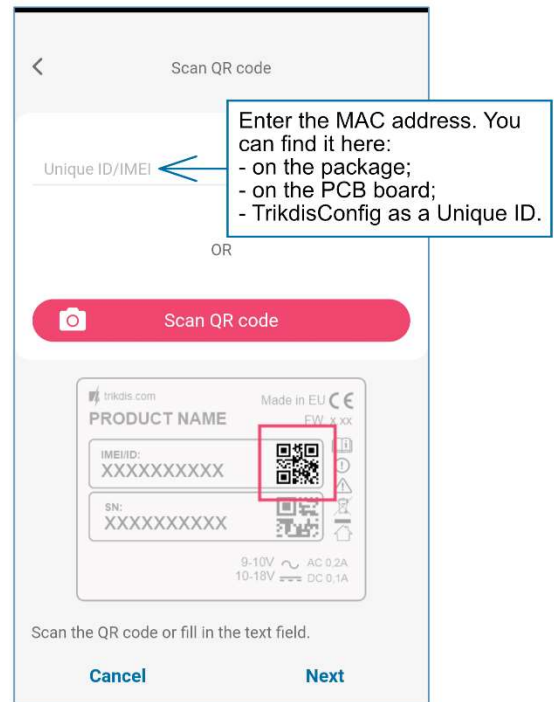 Scan QR code
Enter the MAC address. You
can find it here:
- on the package;
- on the PCB board;
- TrikdisConfig as a Unique ID.
Unique ID/IMEI
OR
Scan QR code
trikdis.com
Made in EU CE
PRODUCT NAME
FW. x.xx
IMEI/ID:
XXXXXXXXXX
SN:
XXXXXXXXXX
9-10V AC 0,2A
10-18V DC 0,1A
Scan the QR code or fill in the text field.
Cancel
Next